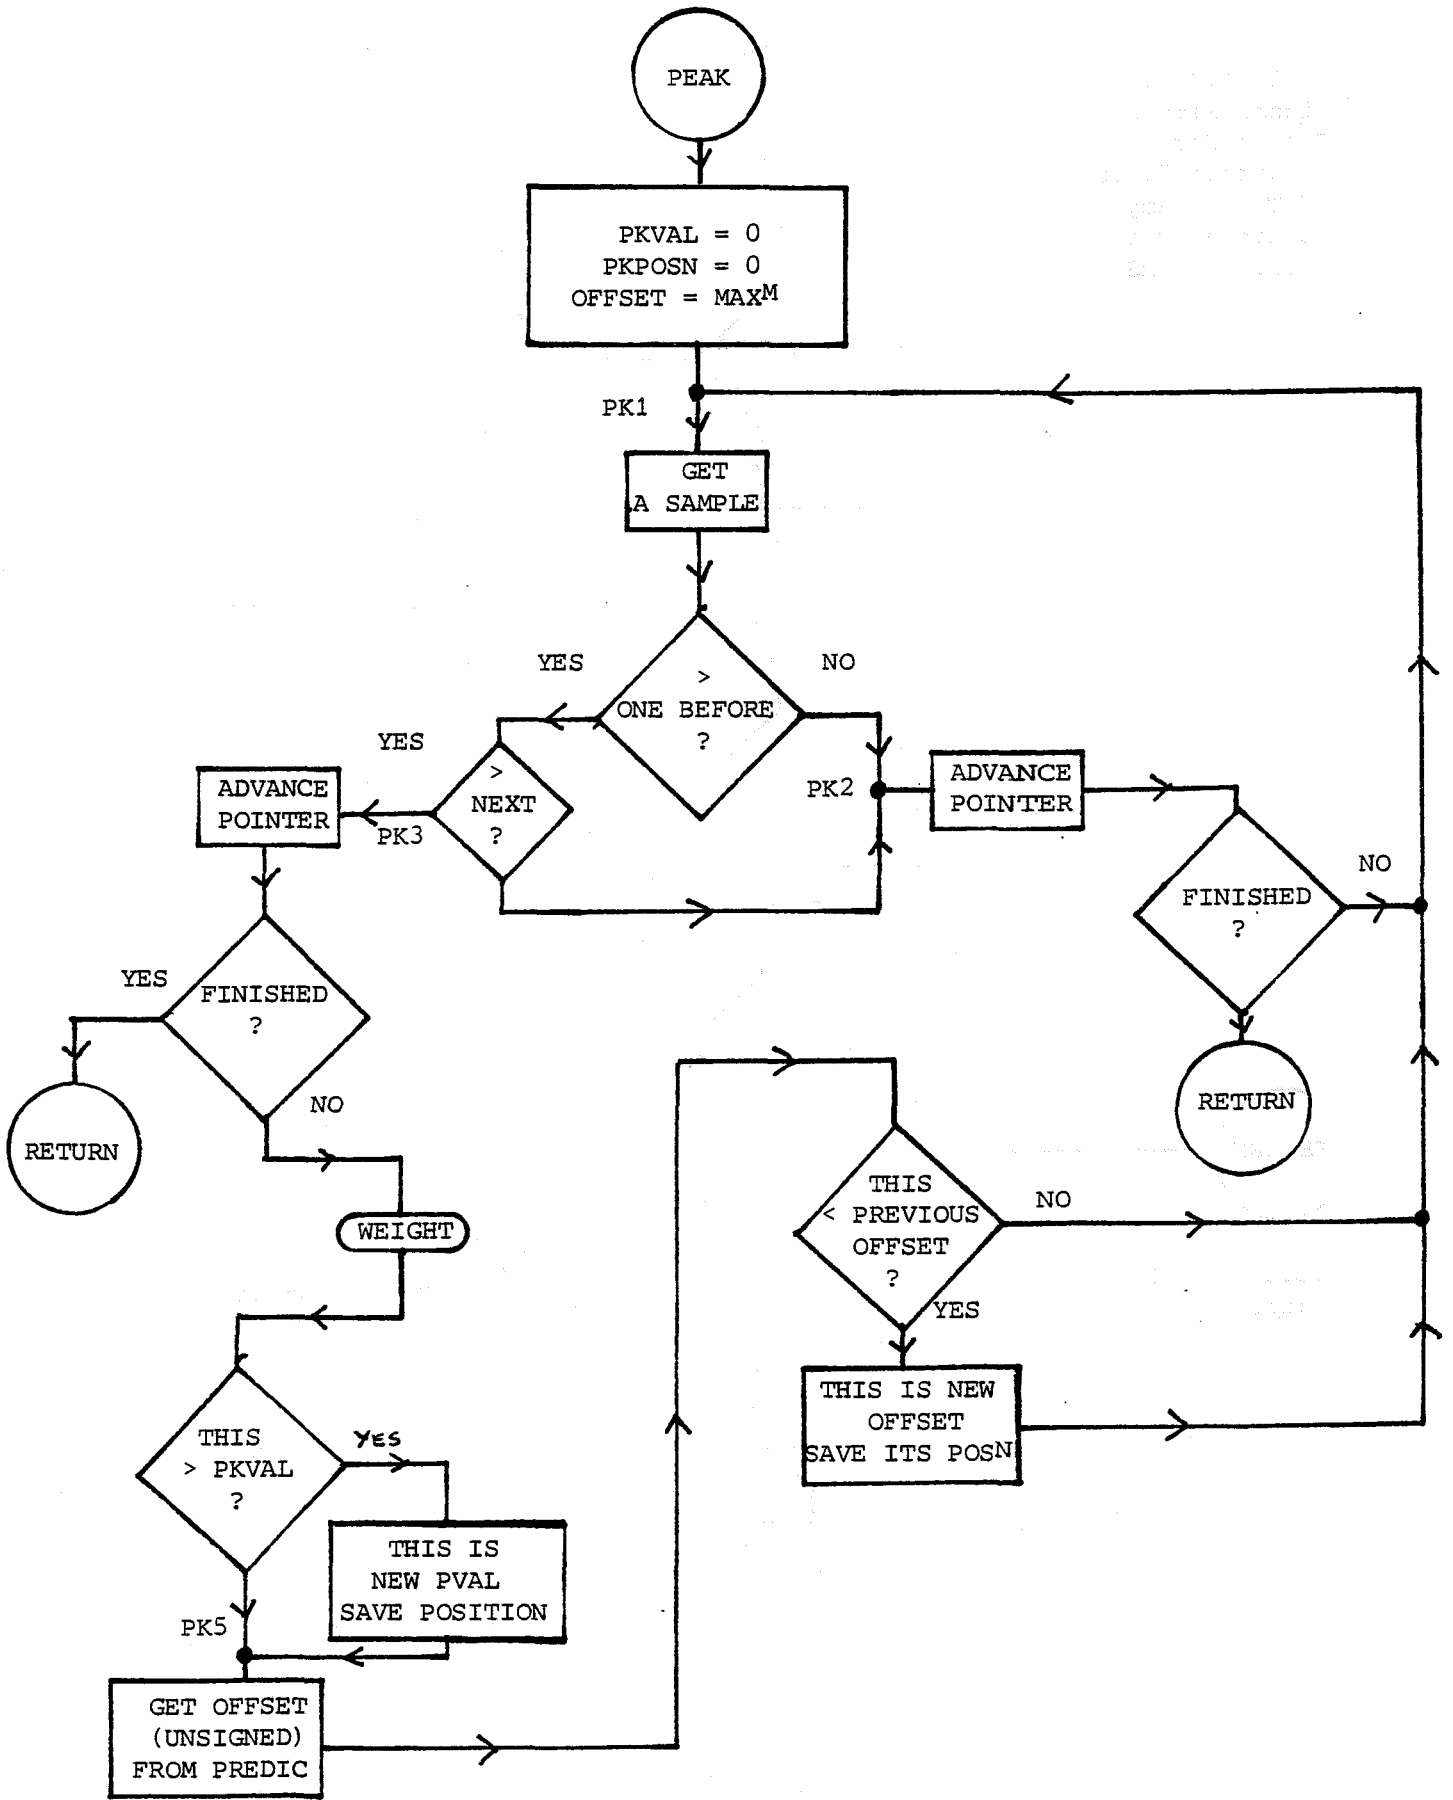 PEAK
PKVAL = 0
PKPOSN = 0
OFFSET = MAXM
PK1
GET
A SAMPLE
YES
>
ONE BEFORE
?
NO
YES
>
NEXT
?
PK3
ADVANCE
POINTER
PK2
ADVANCE
POINTER
FINISHED
?
NO
RETURN
YES
FINISHED
?
NO
RETURN
WEIGHT
THIS
< PREVIOUS
OFFSET
?
NO
YES
THIS IS NEW
OFFSET
SAVE ITS POSN
THIS
> PKVAL
?
YES
THIS IS
NEW PVAL
SAVE POSITION
PK5
GET OFFSET
(UNSIGNED)
FROM PREDIC